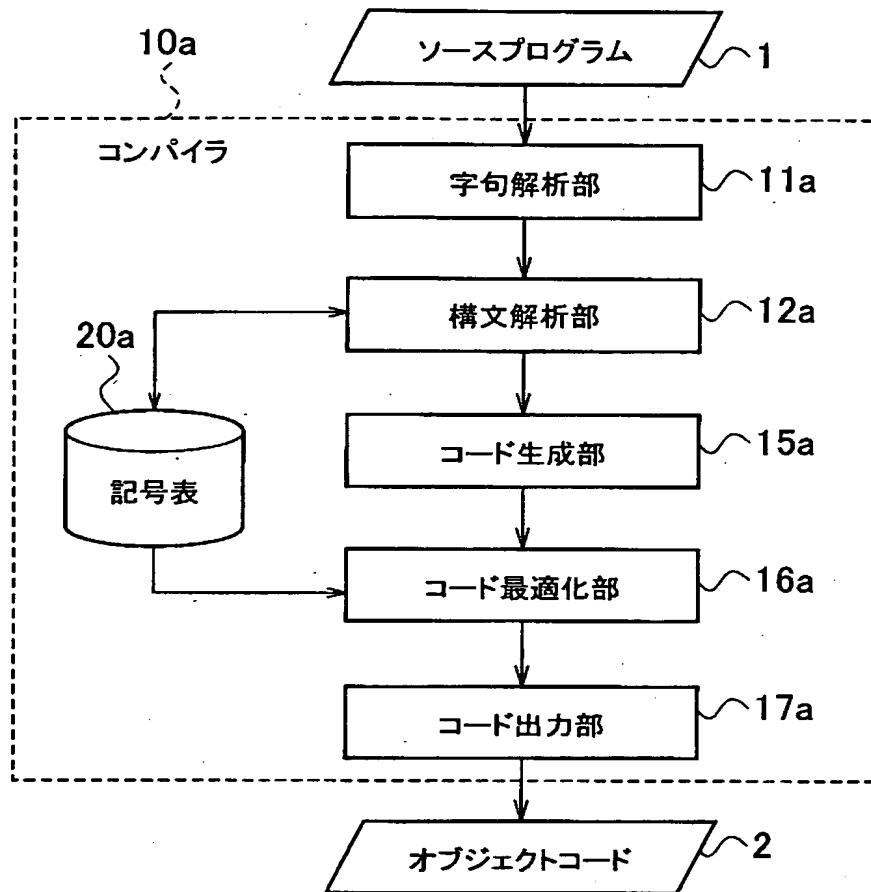 10a
ソースプログラム
1
コンパイラ
字句解析部
11a
構文解析部
12a
20a
記号表
コード生成部
15a
コード最適化部
16a
コード出力部
17a
オブジェクトコード
2